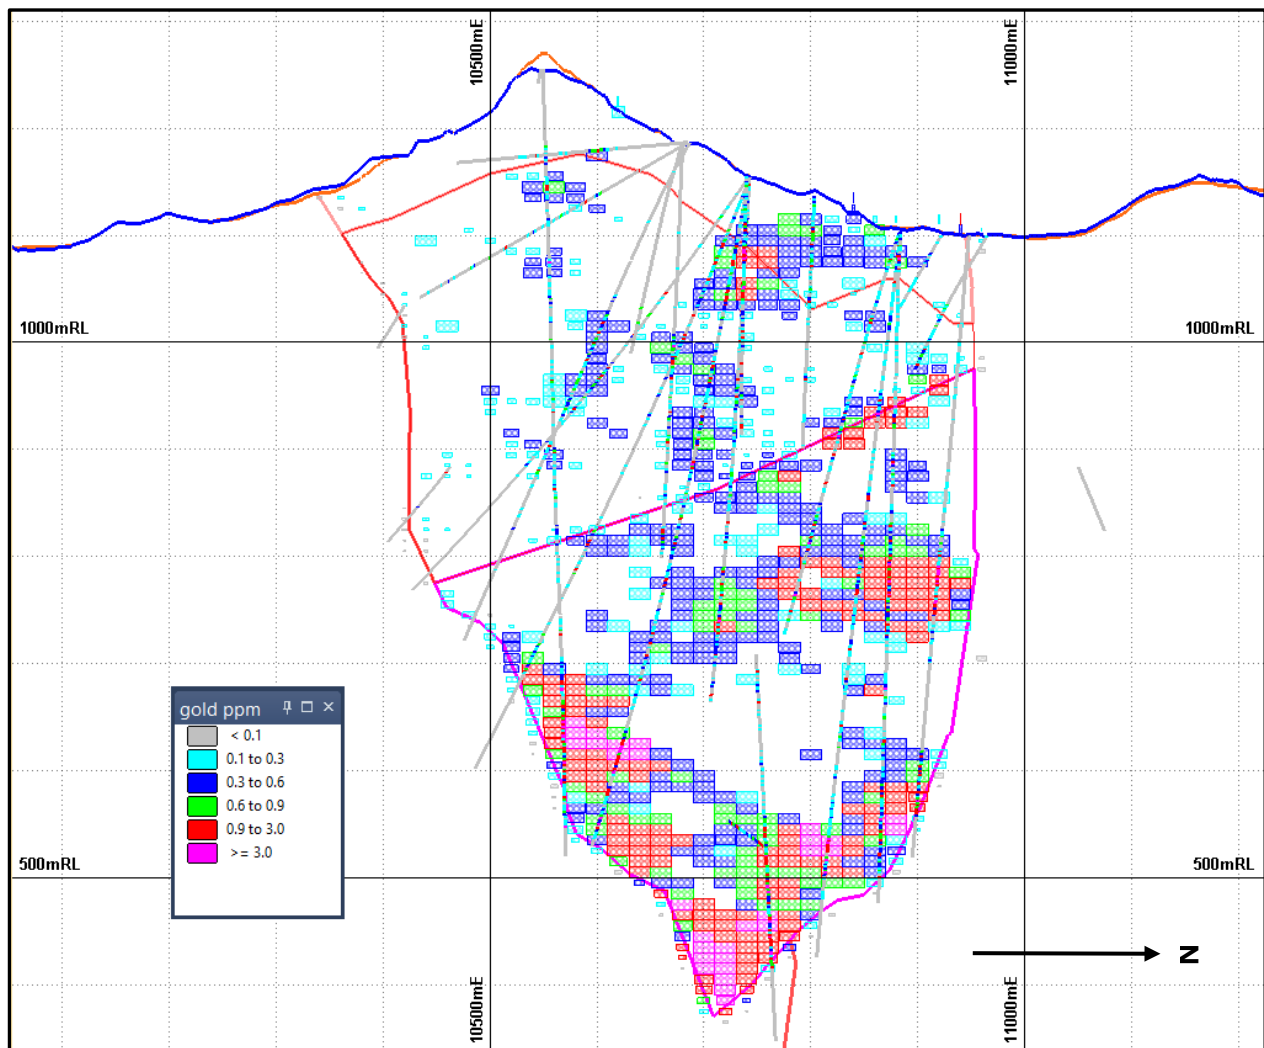 10500mE
11000mE
1000mRL
1000mRL
gold ppm
< 0.1
0.1 to 0.3
0.3 to 0.6
0.6 to 0.9
0.9 to 3.0
>= 3.0
500mRL
500mRL
N
10500mE
11000mE